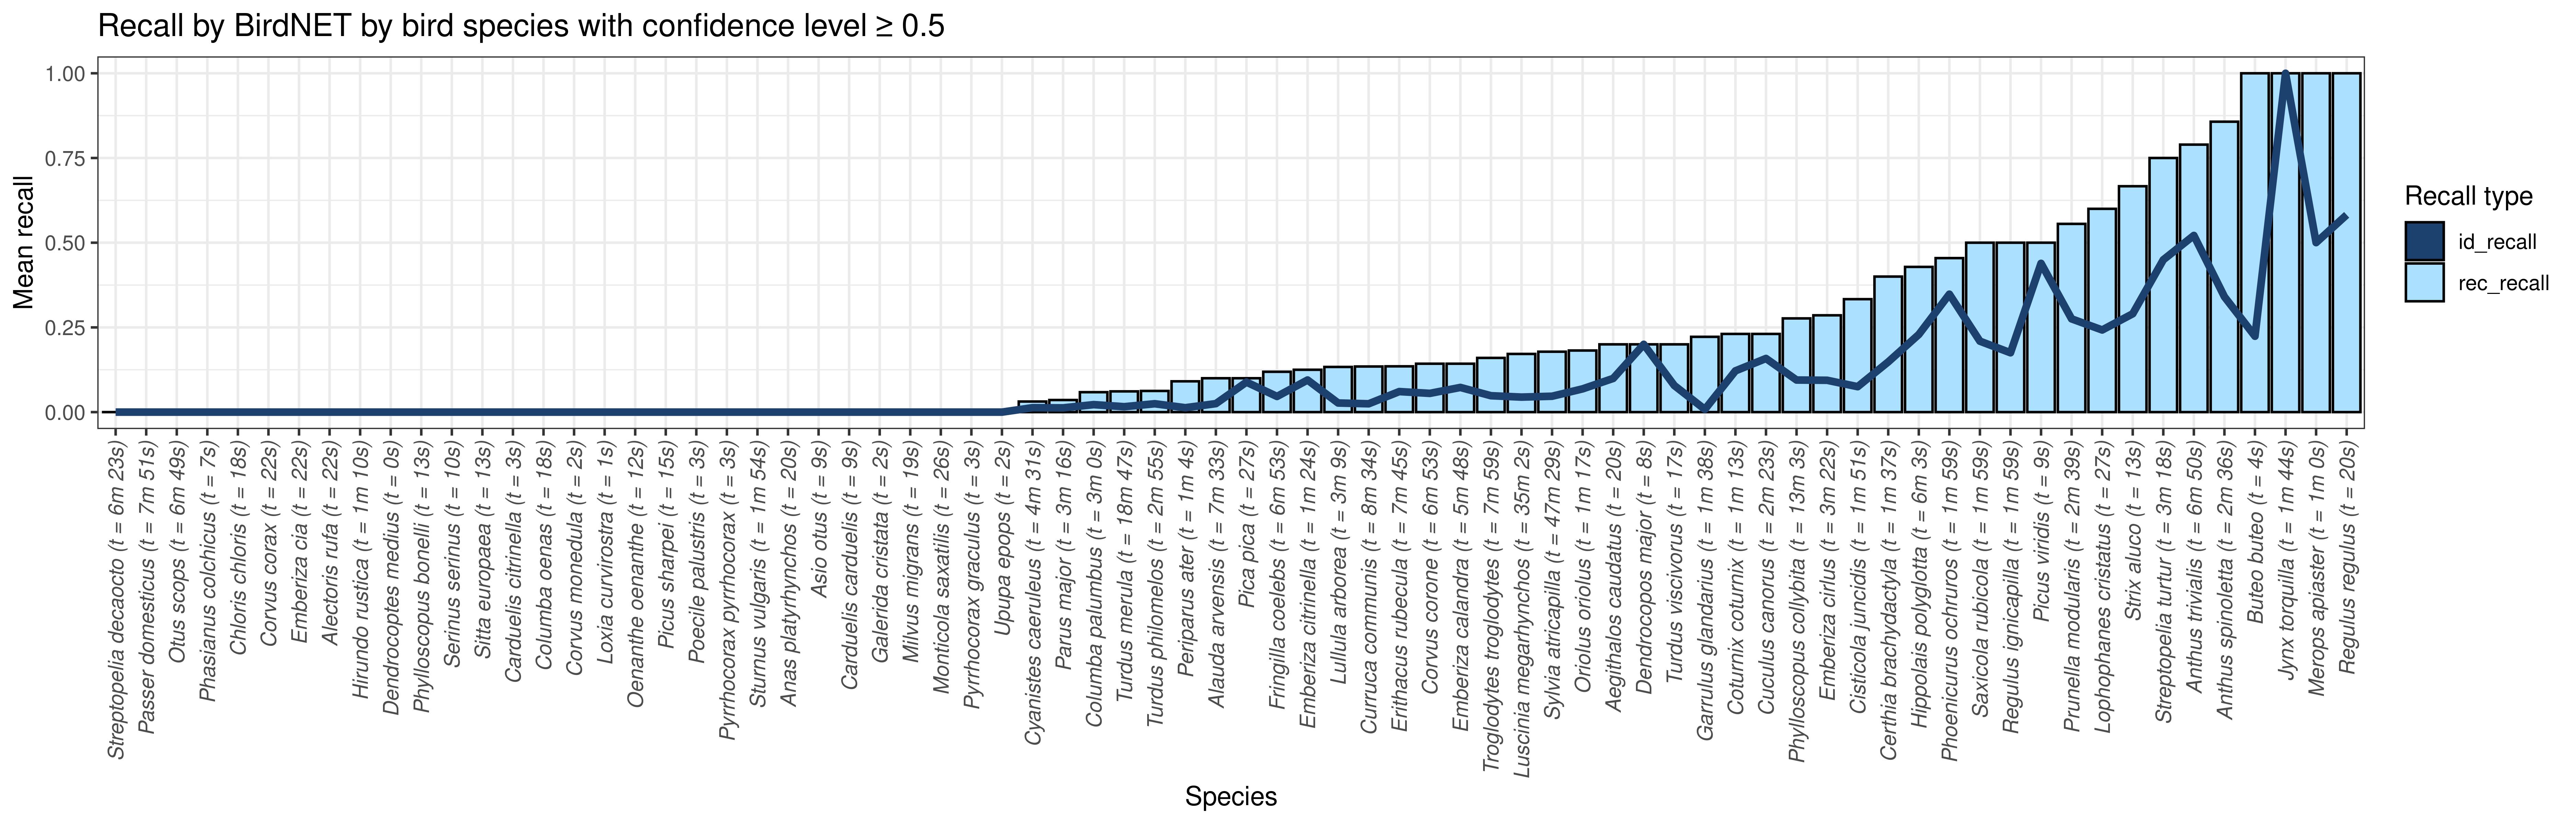 Recall by BirdNET by bird species with confidence level ≥ 0.5
Mean recall
1.00
0.75
0.50
0.25
0.00
Streptopelia decaocto (t = 6m 23s)
Passer domesticus (t = 7m 51s)
Otus scops (t = 6m 49s)
Phasianus colchicus (t = 7s)
Chloris chloris (t = 18s)
Corvus corax (t = 22s)
Emberiza cia (t = 22s)
Alectoris rufa (t = 22s)
Hirundo rustica (t = 1m 10s)
Dendrocoptes medius (t = 0s)
Phylloscopus bonelli (t = 13s)
Serinus serinus (t = 10s)
Sitta europaea (t = 13s)
Carduelis citrinella (t = 3s)
Columba oenas (t = 18s)
Corvus monedula (t = 2s)
Loxia curvirostra (t = 1s)
Oenanthe oenanthe (t = 12s)
Picus sharpei (t = 15s)
Poecile palustris (t = 3s)
Pyrrhocorax pyrrhocorax (t = 3s)
Sturnus vulgaris (t = 1m 54s)
Anas platyrhynchos (t = 20s)
Asio otus (t = 9s)
Carduelis carduelis (t = 9s)
Galerida cristata (t = 2s)
Milvus migrans (t = 19s)
Monticola saxatilis (t = 26s)
Pyrrhocorax graculus (t = 3s)
Upupa epops (t = 2s)
Cyanistes caeruleus (t = 4m 31s)
Parus major (t = 3m 16s)
Columba palumbus (t = 3m 0s)
Turdus merula (t = 18m 47s)
Turdus philomelos (t = 2m 55s)
Periparus ater (t = 1m 4s)
Alauda arvensis (t = 7m 33s)
Pica pica (t = 27s)
Fringilla coelebs (t = 6m 53s)
Emberiza citrinella (t = 1m 24s)
Lullula arborea (t = 3m 9s)
Curruca communis (t = 8m 34s)
Erithacus rubecula (t = 7m 45s)
Corvus corone (t = 6m 53s)
Emberiza calandra (t = 5m 48s)
Troglodytes troglodytes (t = 7m 59s)
Luscinia megarhynchos (t = 35m 2s)
Sylvia atricapilla (t = 47m 29s)
Oriolus oriolus (t = 1m 17s)
Aegithalos caudatus (t = 20s)
Dendrocopos major (t = 8s)
Turdus viscivorus (t = 17s)
Garrulus glandarius (t = 1m 38s)
Coturnix coturnix (t = 1m 13s)
Cuculus canorus (t = 2m 23s)
Phylloscopus collybita (t = 13m 3s)
Emberiza cirlus (t = 3m 22s)
Cisticola juncidis (t = 1m 51s)
Certhia brachydactyla (t = 1m 37s)
Hippolais polyglotta (t = 6m 3s)
Phoenicurus ochruros (t = 1m 59s)
Saxicola rubicola (t = 1m 59s)
Regulus ignicapilla (t = 1m 59s)
Picus viridis (t = 9s)
Prunella modularis (t = 2m 39s)
Lophophanes cristatus (t = 27s)
Strix aluco (t = 13s)
Streptopelia turtur (t = 3m 18s)
Anthus trivialis (t = 6m 50s)
Anthus spinoletta (t = 2m 36s)
Buteo buteo (t = 4s)
Jynx torquilla (t = 1m 44s)
Merops apiaster (t = 1m 0s)
Regulus regulus (t = 20s)
Species
Recall type
id_recall
rec_recall